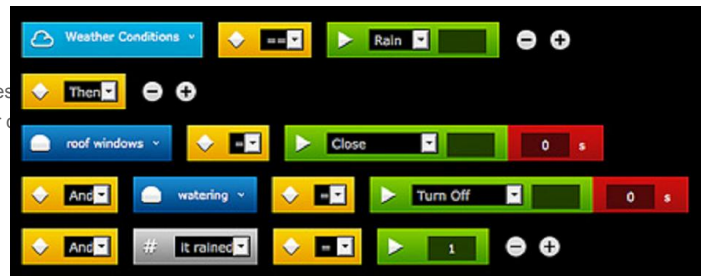 Weather Conditions == Rain
Then
roof windows = Close 0 s
And watering = Turn Off 0 s
And # it rained = 1